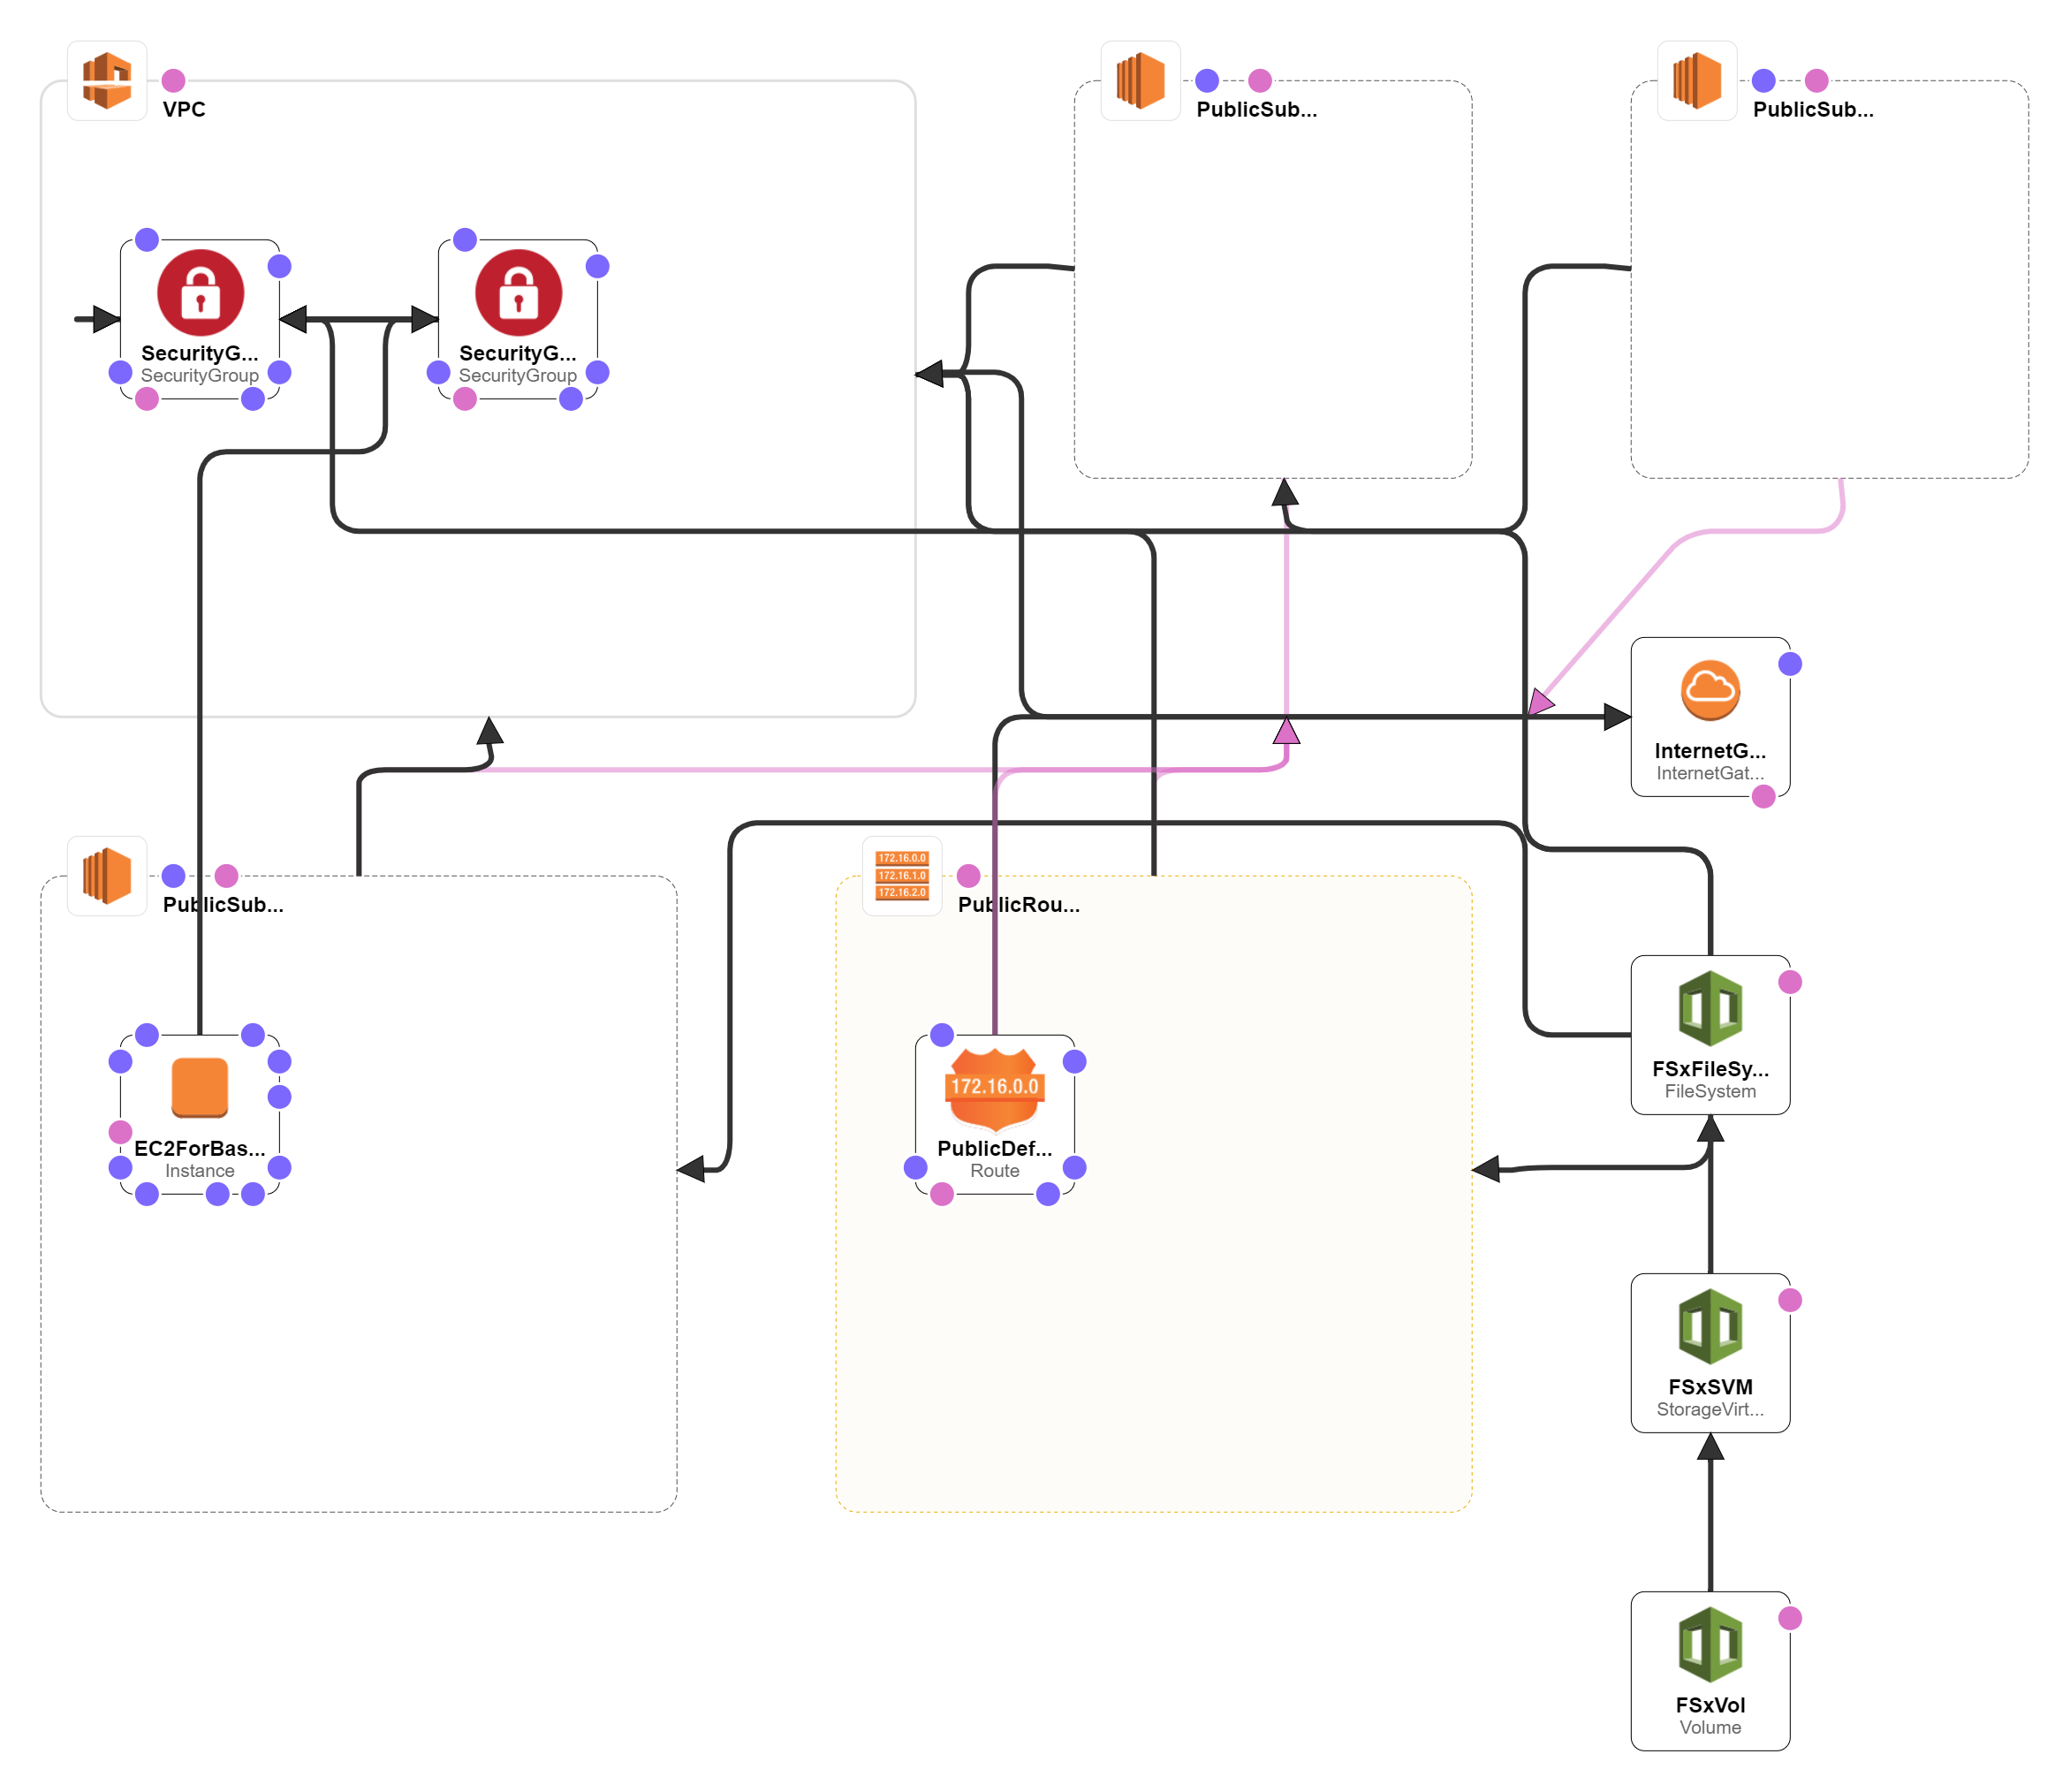 VPC
PublicSub...
PublicSub...
SecurityG...
SecurityGroup
SecurityG...
SecurityGroup
InternetG...
InternetGat...
PublicSub...
172.16.0.0
172.16.1.0
172.16.2.0
PublicRou...
EC2ForBas...
Instance
172.16.0.0
PublicDef...
Route
FSxFileSy...
FileSystem
FSxSVM
StorageVirt...
FSxVol
Volume